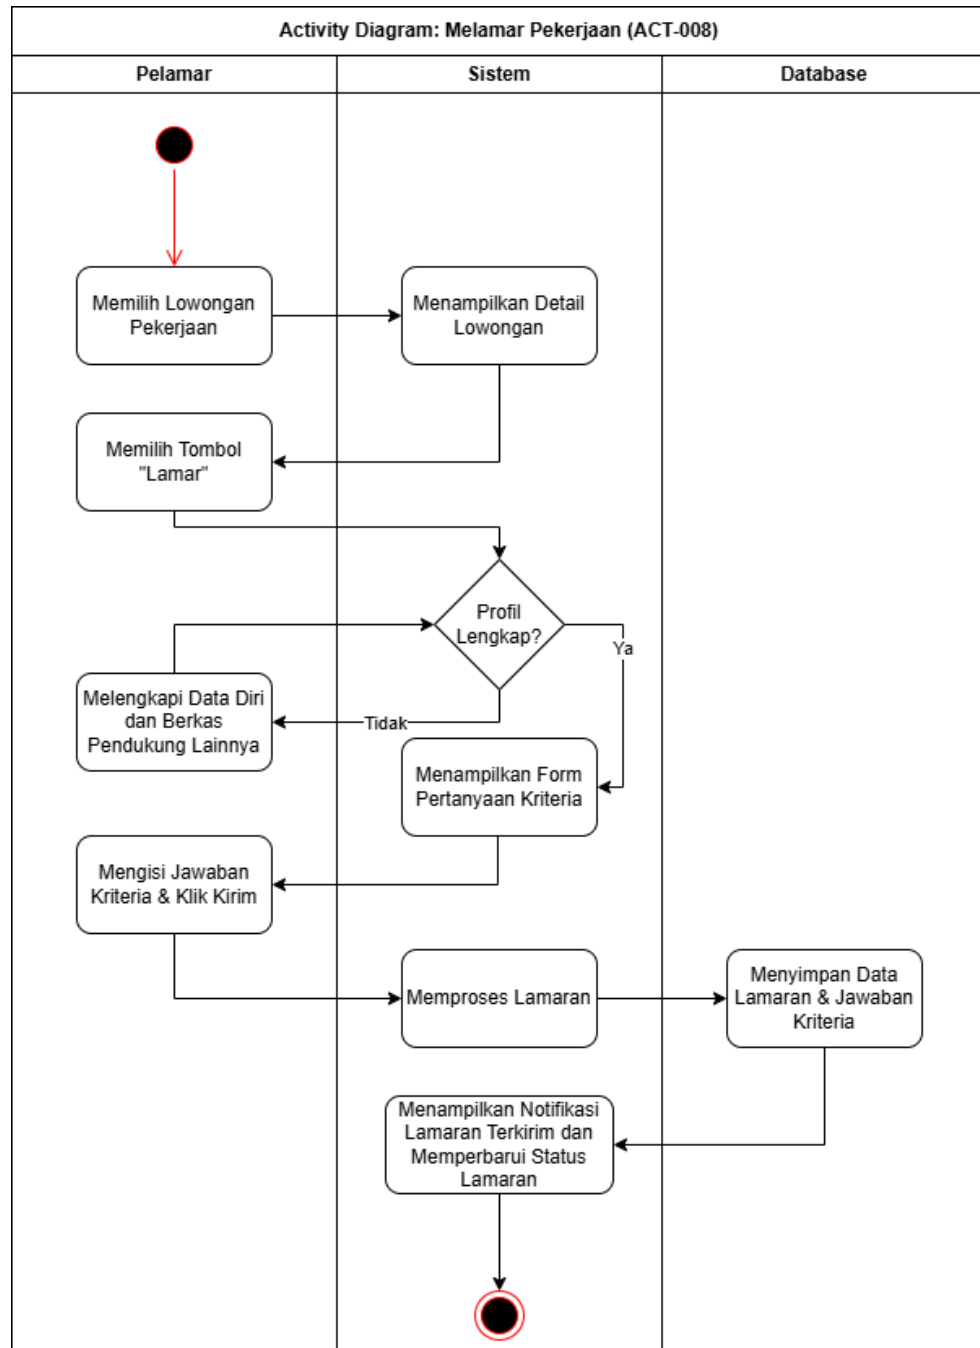 Activity Diagram: Melamar Pekerjaan (ACT-008)
Pelamar
Sistem
Database
Memilih Lowongan
Pekerjaan
Menampilkan Detail
Lowongan
Memilih Tombol
"Lamar"
Profil
Lengkap?
Ya
Tidak
Melengkapi Data Diri
dan Berkas
Pendukung Lainnya
Menampilkan Form
Pertanyaan Kriteria
Mengisi Jawaban
Kriteria & Klik Kirim
Memproses Lamaran
Menyimpan Data
Lamaran & Jawaban
Kriteria
Menampilkan Notifikasi
Lamaran Terkirim dan
Memperbarui Status
Lamaran